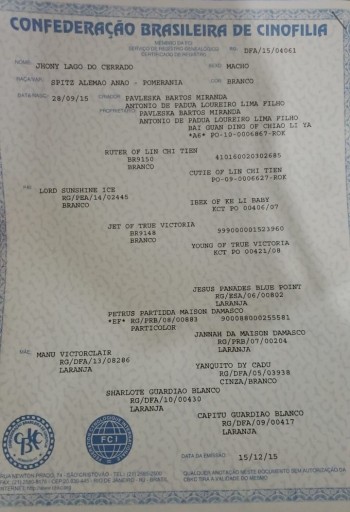 CONFEDERAÇÃO BRASILEIRA DE CINOFILIA
MEMBRO DA FCI
SERVIÇO DE REGISTRO GENEALÓGICO
CERTIFICADO DE REGISTRO
RG: DFA/15/04061
NOME: JHONY LAGO DO CERRADO SEXO: MACHO
RAÇA/REF: SPITZ ALEMAO ANAO - POMERANIA COR: BRANCO
DATA NASC: 28/09/15 CRIADOR: PAVLESKA BARTOS MIRANDA
ANTONIO DE PADUA LOUREIRO LIMA FILHO
PROPRIETÁRIO: PAVLESKA BARTOS MIRANDA
ANTONIO DE PADUA LOUREIRO LIMA FILHO
BAI GUAN DING OF CHIAO LI YA
*A6* PO-10-0006867-ROK
RUTER OF LIN CHI TIEN
BR9150 410160020302685
BRANCO
CUTIE OF LIN CHI TIEN
PO-09-0006627-ROK
PAI: LORD SUNSHINE ICE
RG/PEA/14/02445
BRANCO
IBEX OF KE LI BABY
KCT PO 00406/07
JET OF TRUE VICTORIA
BR9148 999000001523960
BRANCO
YOUNG OF TRUE VICTORIA
KCT PO 00421/08
JESUS PANADES BLUE POINT
RG/ESA/06/00802
LARANJA
PETRUS PARTIDDA MAISON DAMASCO
*EF* RG/PRB/08/00883 900088000255581
PARTICOLOR
JANNAH DA MAISON DAMASCO
RG/PRB/07/00204
LARANJA
MÃE: MANU VICTORCLAIR
RG/DFA/13/08286
LARANJA
YANQUITO DY CADU
RG/DFA/05/03938
CINZA/BRANCO
SHARLOTE GUARDIAO BLANCO
RG/DFA/10/00430
LARANJA
CAPITU GUARDIAO BLANCO
RG/DFA/09/00417
LARANJA
CBKC
FCI
DATA DA EMISSÃO 15/12/15
QUALQUER ANOTAÇÃO NESTE DOCUMENTO SEM AUTORIZAÇÃO DA
CBKC TIRA A VALIDADE DO MESMO